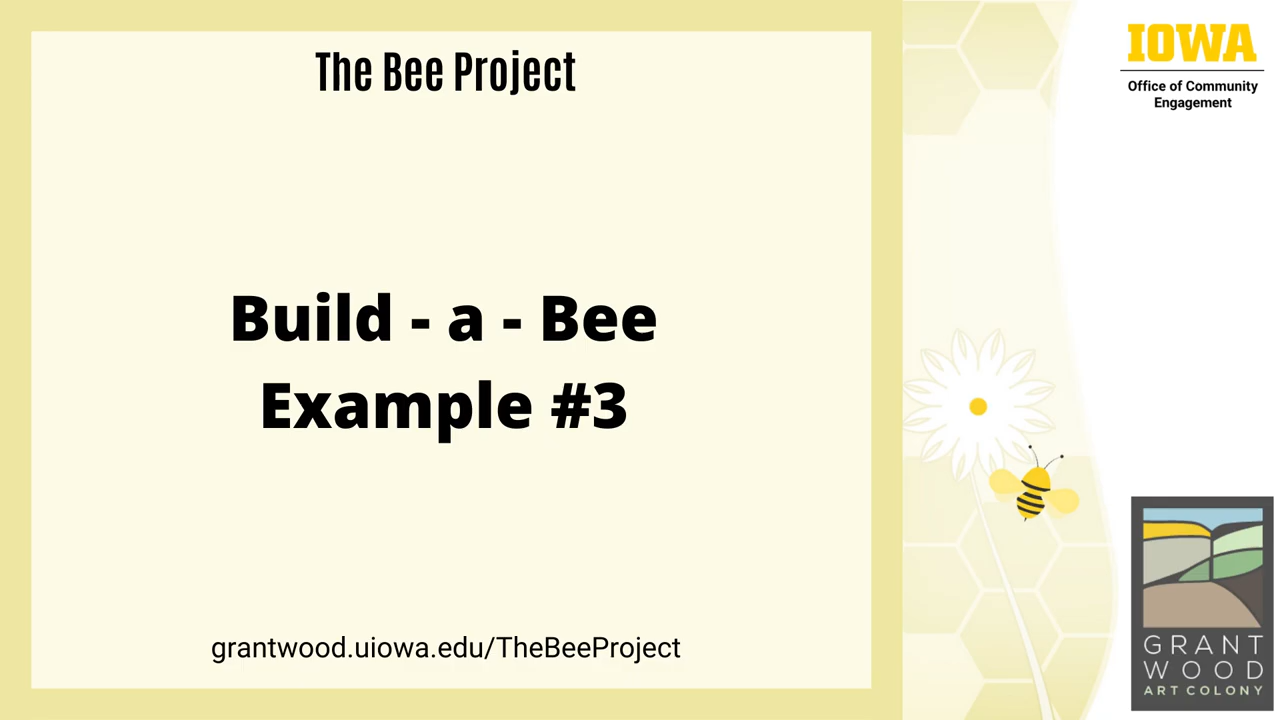 The Bee Project
Build - a - Bee
Example #3
grantwood.uiowa.edu/TheBeeProject
IOWA
Office of Community
Engagement
GRANT
WOOD
ART COLONY